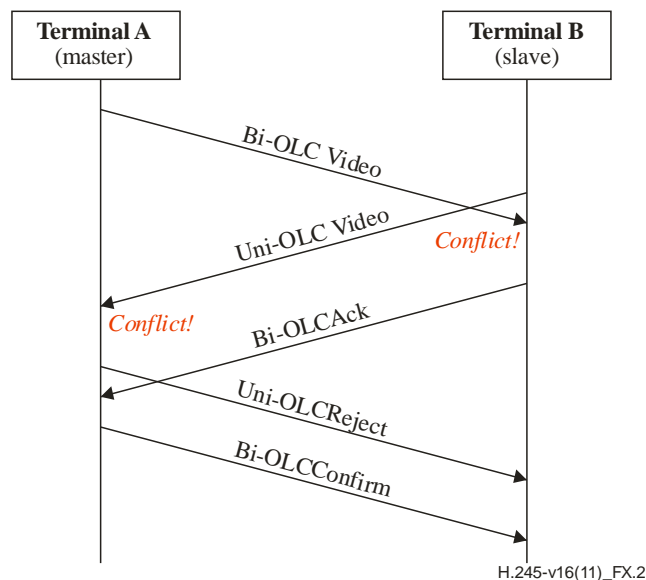 Terminal A
(master)
Terminal B
(slave)
Bi-OLC Video
Uni-OLC Video
Conflict!
Conflict!
Bi-OLCAck
Uni-OLCReject
Bi-OLCConfirm
H.245-v16(11)_FX.2